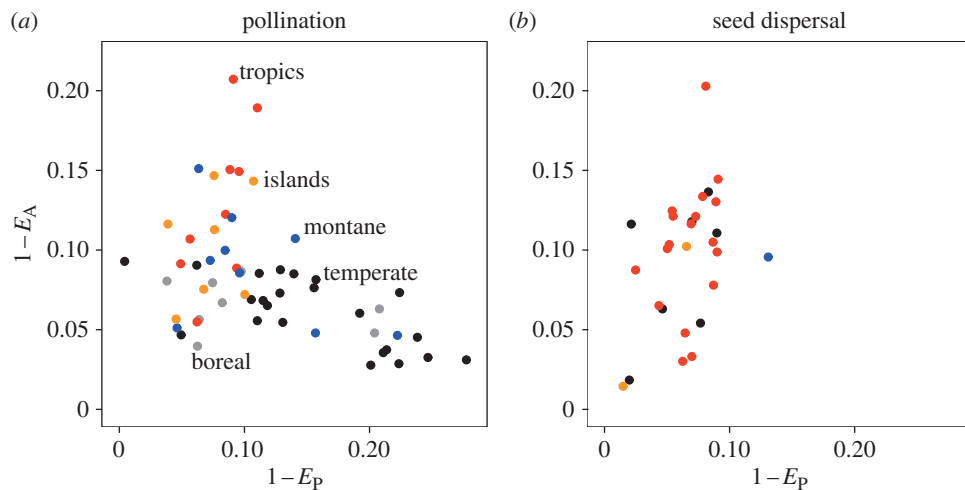 (a) pollination
0.20
0.15
0.10
0.05
0
1 – E_A
tropics
islands
montane
temperate
boreal
0 0.10 0.20
1 – E_P
(b) seed dispersal
0.20
0.15
0.10
0.05
0
0 0.10 0.20
1 – E_P